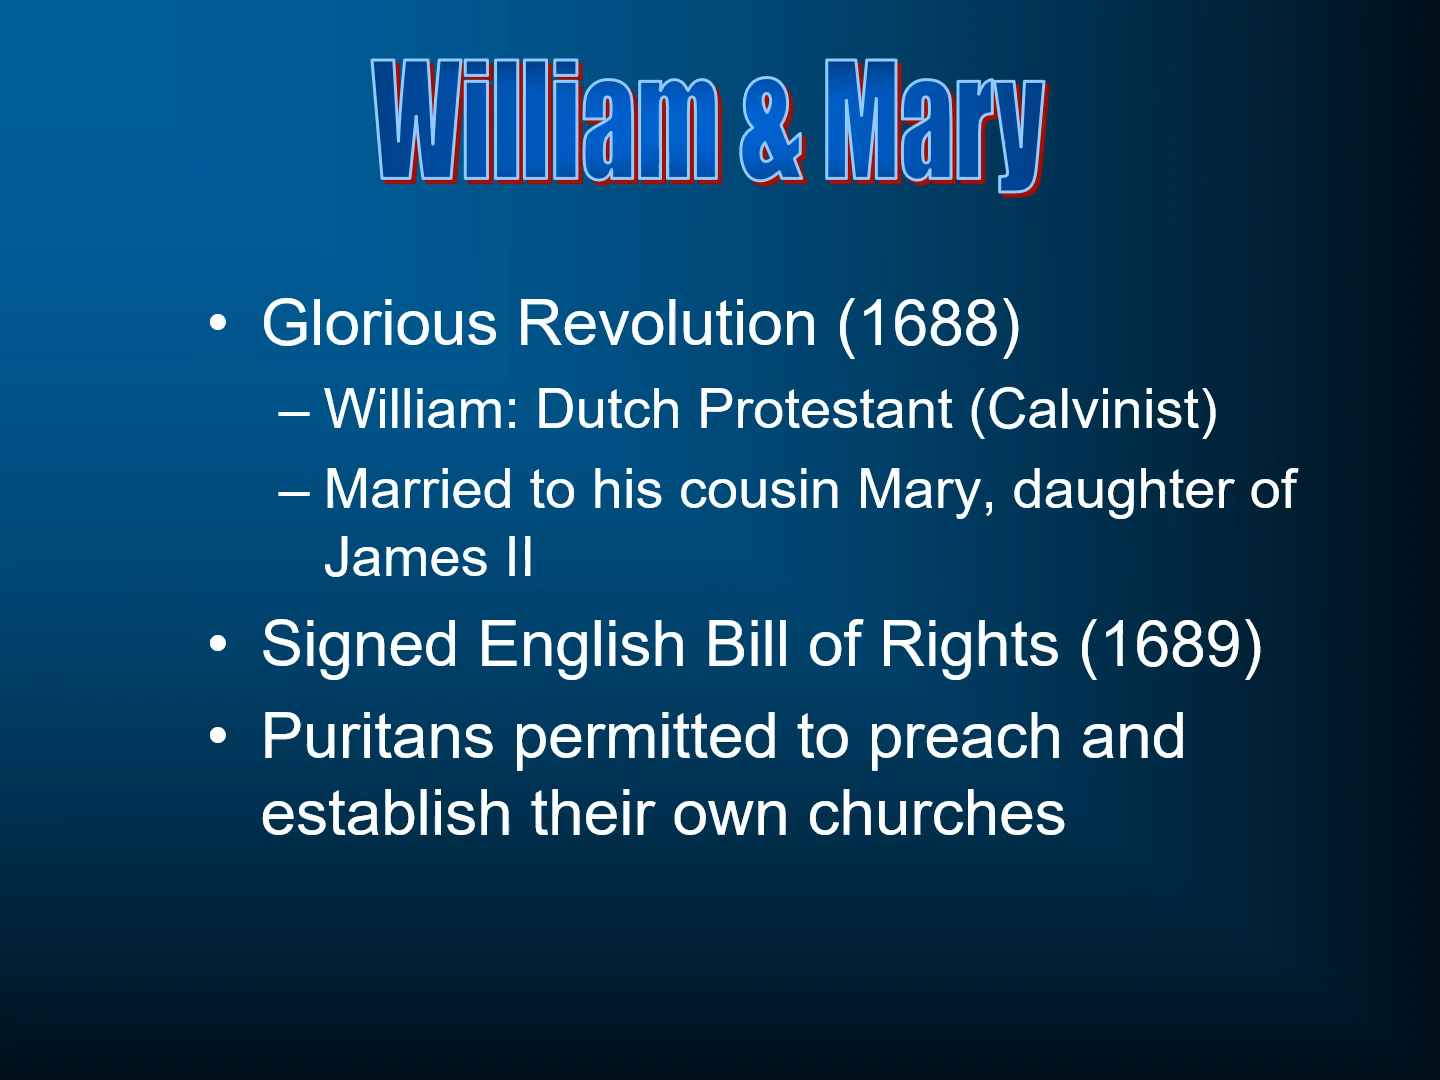 William & Mary
• Glorious Revolution (1688)
– William: Dutch Protestant (Calvinist)
– Married to his cousin Mary, daughter of
James II
• Signed English Bill of Rights (1689)
• Puritans permitted to preach and
establish their own churches